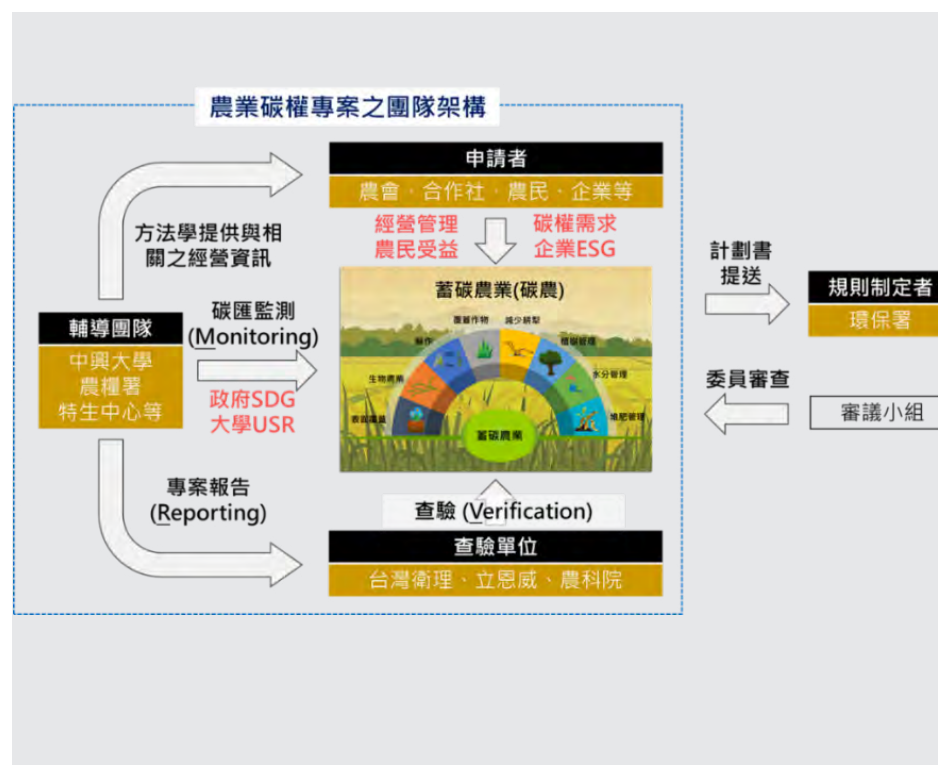 農業碳權專案之團隊架構
申請者
農會、合作社、農民、企業等
方法學提供與相
關之經營資訊
經營管理
農民受益
碳權需求
企業ESG
計劃書
提送
規則制定者
環保署
委員審查
審議小組
輔導團隊
中興大學
農糧署
特生中心等
碳匯監測
(Monitoring)
政府SDG
大學USR
蓄碳農業(碳農)
覆蓋作物
減少耕犁
水分管理
堆肥管理
蓄碳農業
專案報告
(Reporting)
查驗 (Verification)
查驗單位
台灣衛理、立恩威、農科院